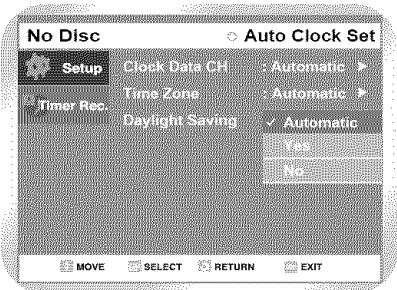 No Disc Auto Clock Set
Setup Clock Data CH : Automatic
Timer Rec. Time Zone : Automatic
Daylight Saving ✓ Automatic
Yes
No
MOVE SELECT RETURN EXIT